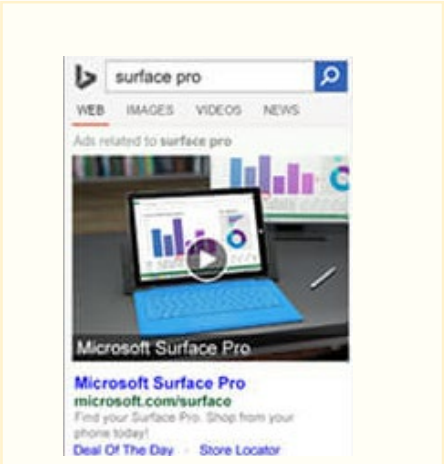 surface pro
WEB IMAGES VIDEOS NEWS
Ads related to surface pro
Microsoft Surface Pro
Microsoft Surface Pro
microsoft.com/surface
Find your Surface Pro. Shop from your
phone today!
Deal Of The Day · Store Locator